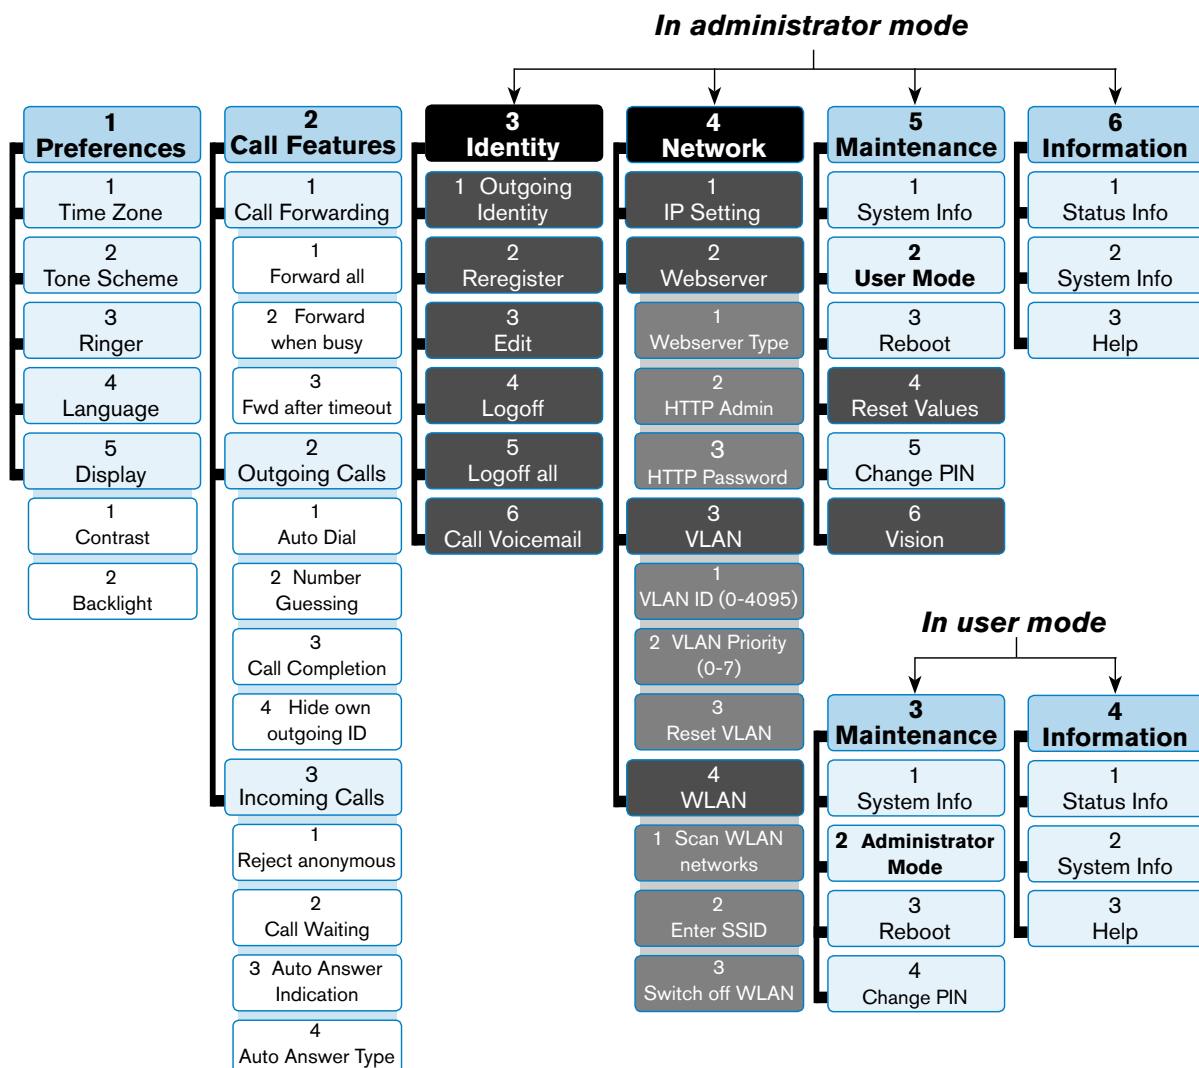 In administrator mode
1
Preferences
1
Time Zone
2
Tone Scheme
3
Ringer
4
Language
5
Display
1
Contrast
2
Backlight
2
Call Features
1
Call Forwarding
1
Forward all
2 Forward
when busy
3
Fwd after timeout
2
Outgoing Calls
1
Auto Dial
2 Number
Guessing
3
Call Completion
4 Hide own
outgoing ID
3
Incoming Calls
1
Reject anonymous
2
Call Waiting
3 Auto Answer
Indication
4
Auto Answer Type
3
Identity
1 Outgoing
Identity
2
Reregister
3
Edit
4
Logoff
5
Logoff all
6
Call Voicemail
4
Network
1
IP Setting
2
Webserver
1
Webserver Type
2
HTTP Admin
3
HTTP Password
3
VLAN
1
VLAN ID (0-4095)
2 VLAN Priority
(0-7)
3
Reset VLAN
4
WLAN
1 Scan WLAN
networks
2
Enter SSID
3
Switch off WLAN
5
Maintenance
1
System Info
2
User Mode
3
Reboot
4
Reset Values
5
Change PIN
6
Vision
6
Information
1
Status Info
2
System Info
3
Help
In user mode
3
Maintenance
1
System Info
2 Administrator
Mode
3
Reboot
4
Change PIN
4
Information
1
Status Info
2
System Info
3
Help